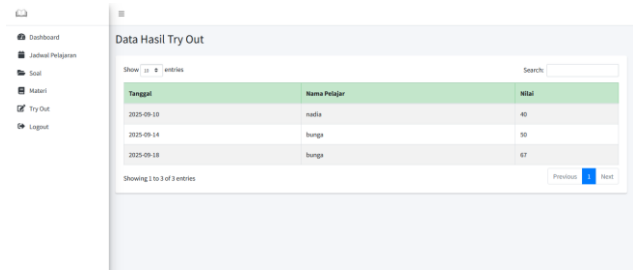 Dashboard
Jadwal Pelajaran
Soal
Materi
Try Out
Logout
Data Hasil Try Out
Show entries
Search:
Tanggal Nama Pelajar Nilai
2025-09-10 nadia 40
2025-09-14 bunga 50
2025-09-18 bunga 67
Showing 1 to 3 of 3 entries
Previous 1 Next